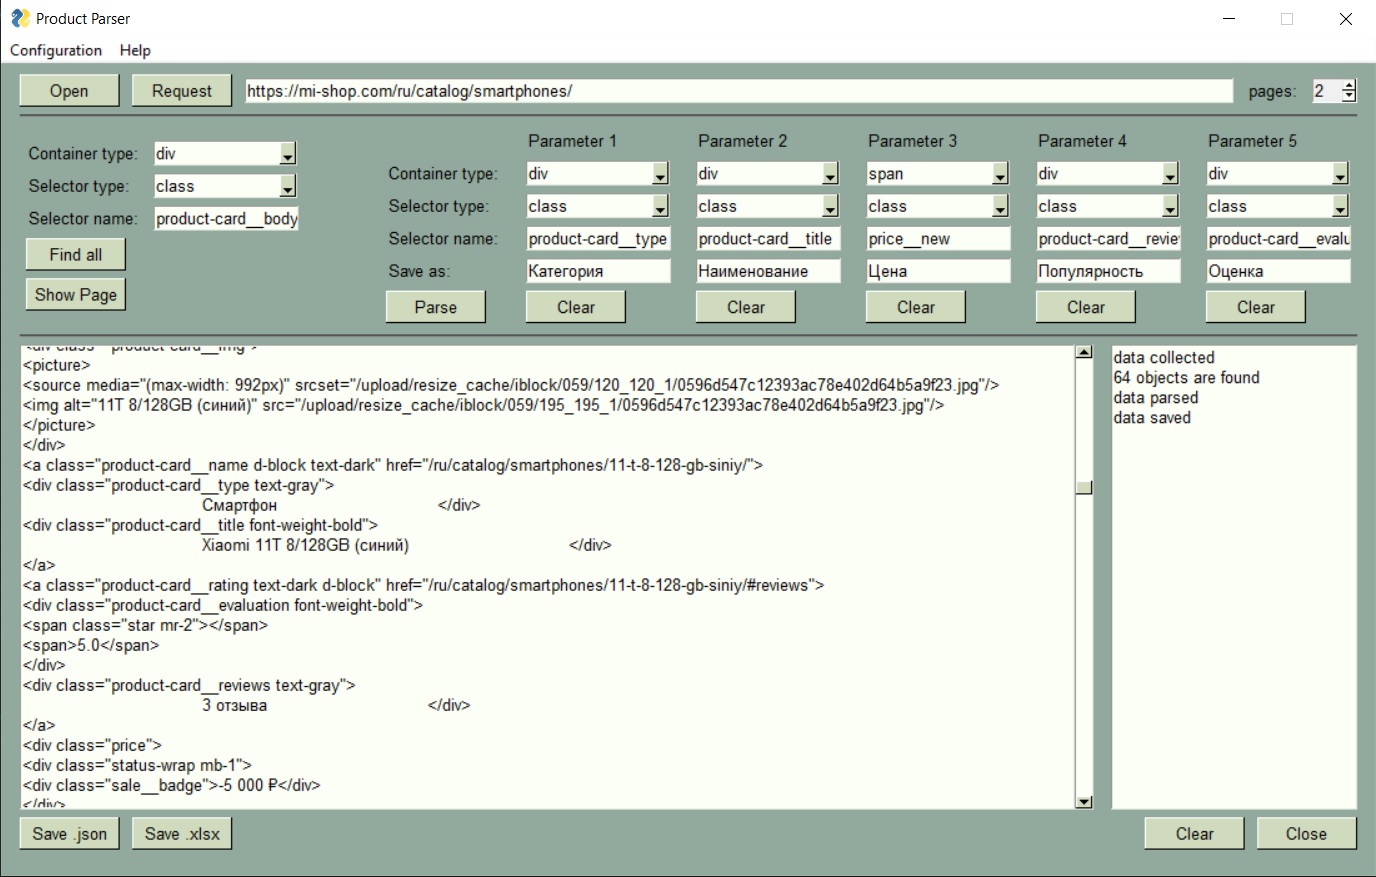 Product Parser
Configuration Help
Open Request https://mi-shop.com/ru/catalog/smartphones/ pages: 2
Parameter 1 Parameter 2 Parameter 3 Parameter 4 Parameter 5
Container type: div
Container type: div div span div div
Selector type: class
Selector type: class class class class class
Selector name: product-card__body
Selector name: product-card__type product-card__title price__new product-card__revie product-card__evalu
Find all
Save as: Категория Наименование Цена Популярность Оценка
Show Page
Parse Clear Clear Clear Clear Clear
<div class="product-card__img">
<picture>
<source media="(max-width: 992px)" srcset="/upload/resize_cache/iblock/059/120_120_1/0596d547c12393ac78e402d64b5a9f23.jpg"/>
<img alt="11T 8/128GB (синий)" src="/upload/resize_cache/iblock/059/195_195_1/0596d547c12393ac78e402d64b5a9f23.jpg"/>
</picture>
</div>
<a class="product-card__name d-block text-dark" href="/ru/catalog/smartphones/11-t-8-128-gb-siniy/">
<div class="product-card__type text-gray">
Смартфон </div>
<div class="product-card__title font-weight-bold">
Xiaomi 11T 8/128GB (синий) </div>
</a>
<a class="product-card__rating text-dark d-block" href="/ru/catalog/smartphones/11-t-8-128-gb-siniy/#reviews">
<div class="product-card__evaluation font-weight-bold">
<span class="star mr-2"></span>
<span>5.0</span>
</div>
<div class="product-card__reviews text-gray">
3 отзыва </div>
</a>
<div class="price">
<div class="status-wrap mb-1">
<div class="sale__badge">-5 000 ₽</div>
</div>
data collected
64 objects are found
data parsed
data saved
Save .json Save .xlsx Clear Close